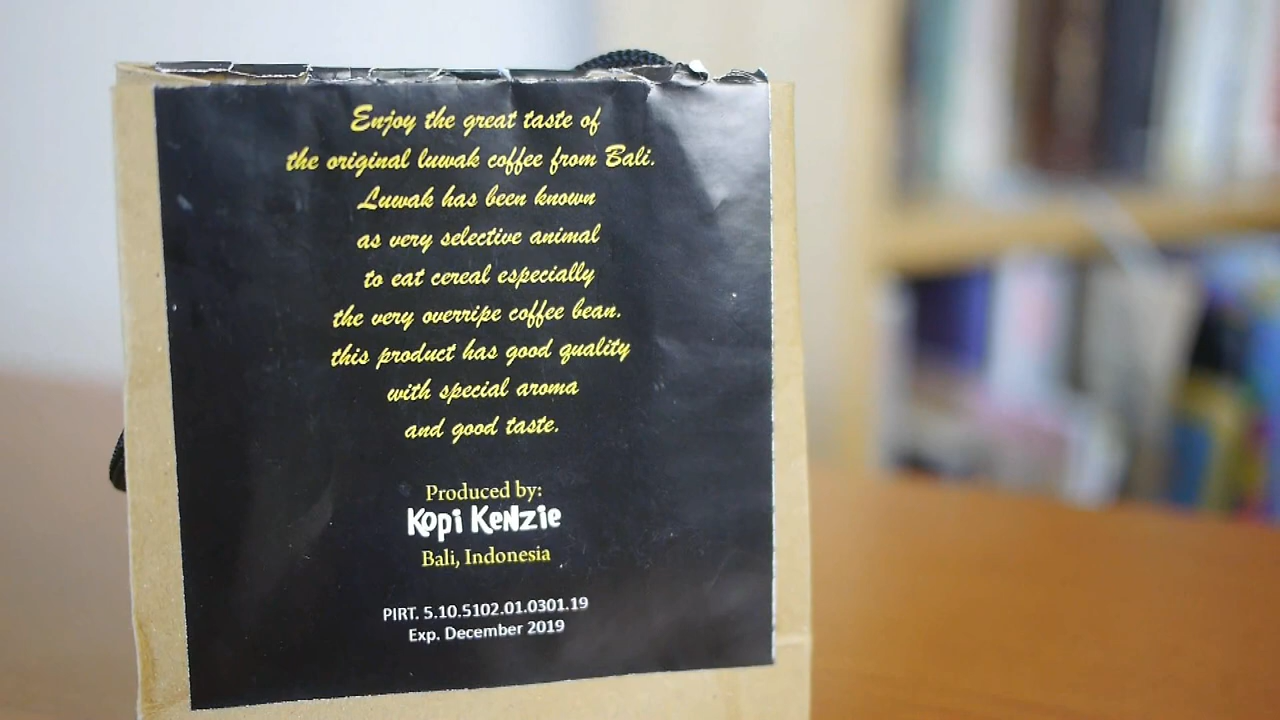 Enjoy the great taste of
the original luwak coffee from Bali.
Luwak has been known
as very selective animal
to eat cereal especially
the very overripe coffee bean.
this product has good quality
with special aroma
and good taste.
Produced by:
Kopi KeNzie
Bali, Indonesia
PIRT. 5.10.5102.01.0301.19
Exp. December 2019